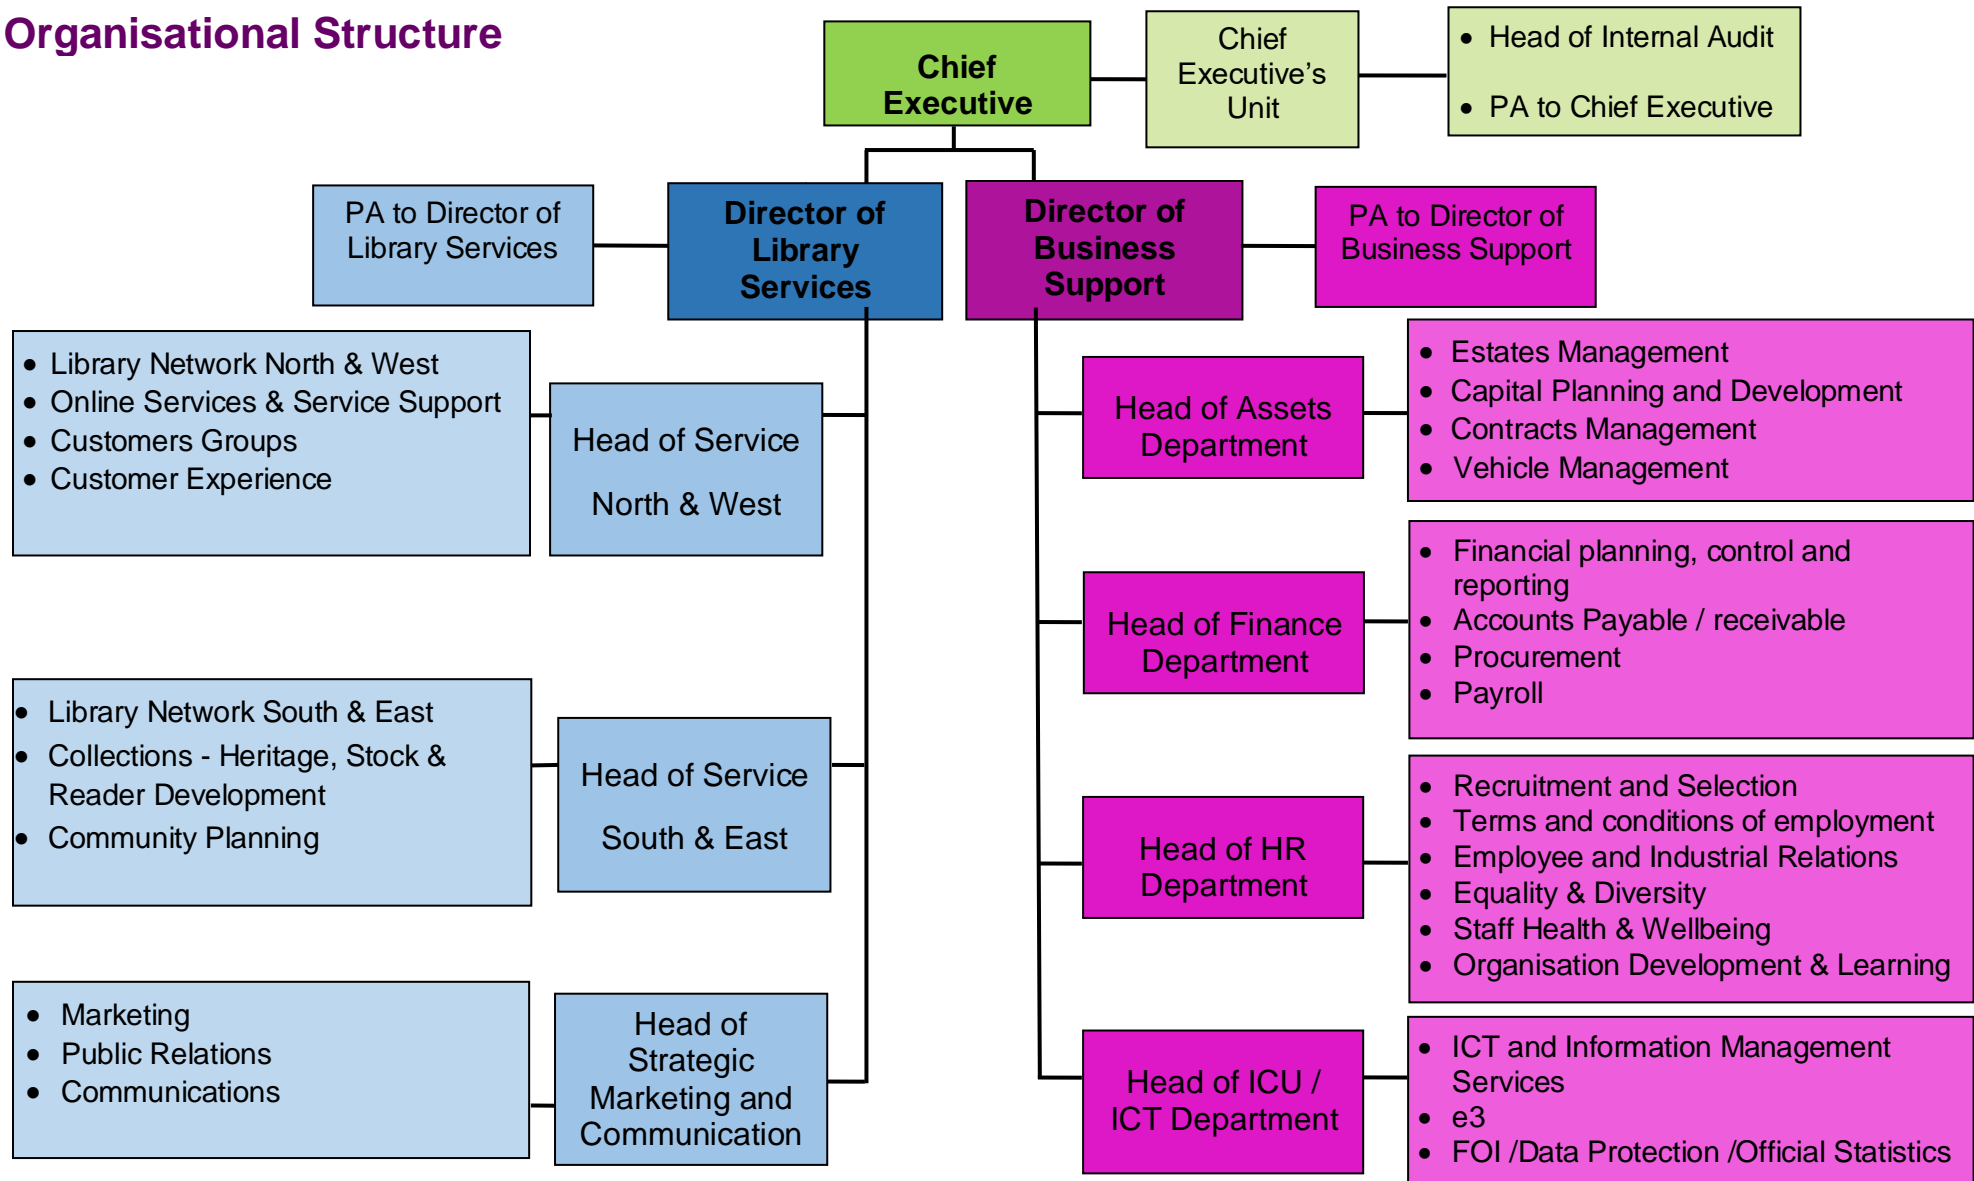 Organisational Structure
Chief
Executive
Chief
Executive’s
Unit
• Head of Internal Audit
• PA to Chief Executive
PA to Director of
Library Services
Director of
Library
Services
Director of
Business
Support
PA to Director of
Business Support
• Library Network North & West
• Online Services & Service Support
• Customers Groups
• Customer Experience
Head of Service
North & West
• Library Network South & East
• Collections - Heritage, Stock &
Reader Development
• Community Planning
Head of Service
South & East
• Marketing
• Public Relations
• Communications
Head of
Strategic
Marketing and
Communication
Head of Assets
Department
• Estates Management
• Capital Planning and Development
• Contracts Management
• Vehicle Management
Head of Finance
Department
• Financial planning, control and
reporting
• Accounts Payable / receivable
• Procurement
• Payroll
Head of HR
Department
• Recruitment and Selection
• Terms and conditions of employment
• Employee and Industrial Relations
• Equality & Diversity
• Staff Health & Wellbeing
• Organisation Development & Learning
Head of ICU /
ICT Department
• ICT and Information Management
Services
• e3
• FOI /Data Protection /Official Statistics